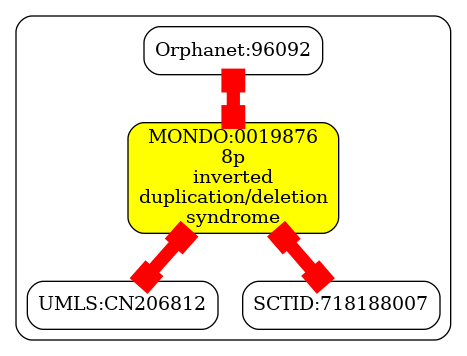 Orphanet:96092
MONDO:0019876
8p
inverted
duplication/deletion
syndrome
UMLS:CN206812
SCTID:718188007